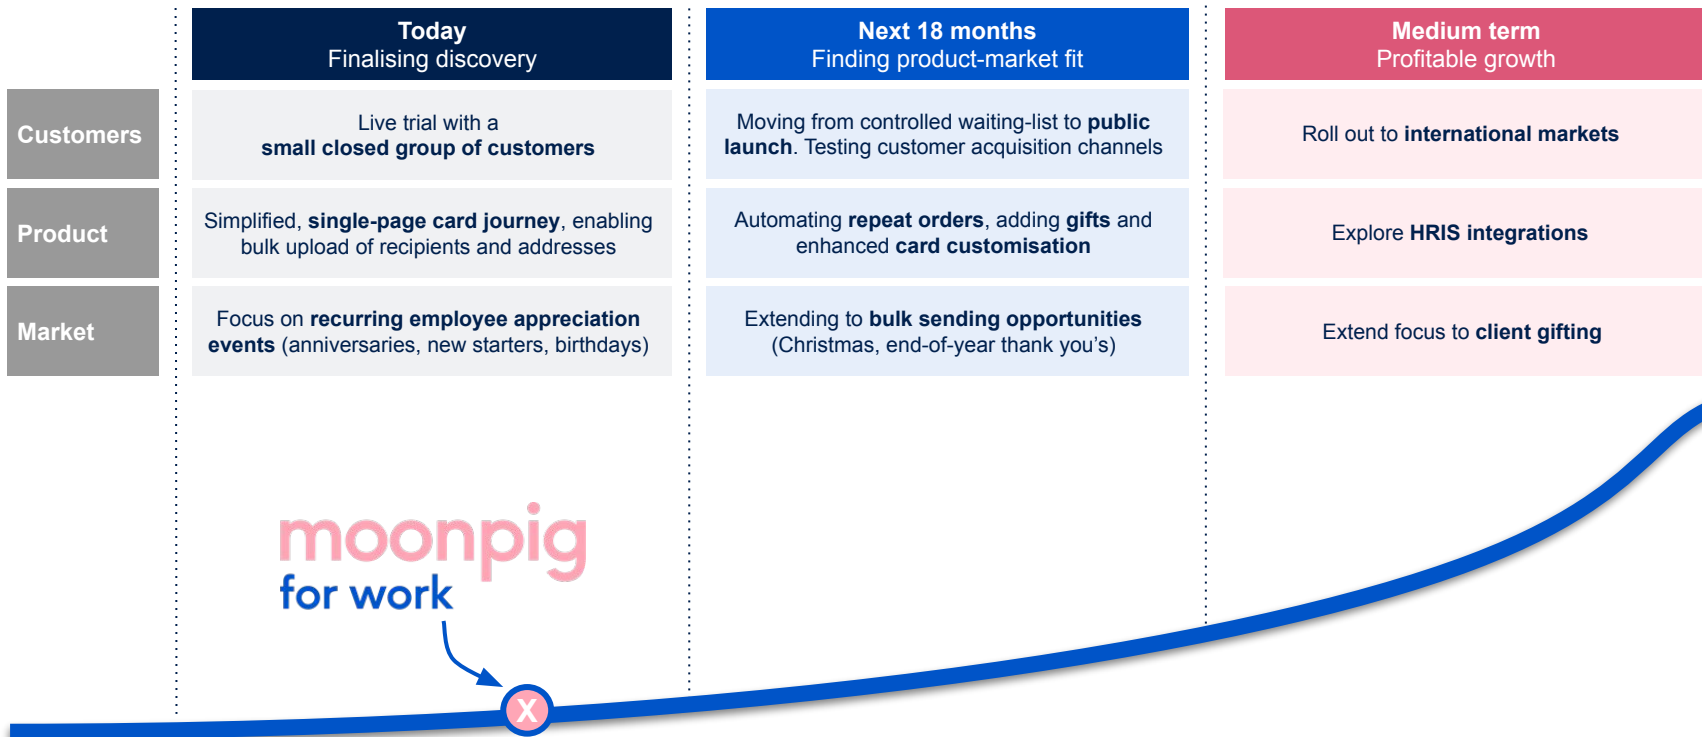 Today
Finalising discovery
Next 18 months
Finding product-market fit
Medium term
Profitable growth
Customers
Live trial with a
small closed group of customers
Moving from controlled waiting-list to public
launch. Testing customer acquisition channels
Roll out to international markets
Product
Simplified, single-page card journey, enabling
bulk upload of recipients and addresses
Automating repeat orders, adding gifts and
enhanced card customisation
Explore HRIS integrations
Market
Focus on recurring employee appreciation
events (anniversaries, new starters, birthdays)
Extending to bulk sending opportunities
(Christmas, end-of-year thank you's)
Extend focus to client gifting
moonpig
for work
X